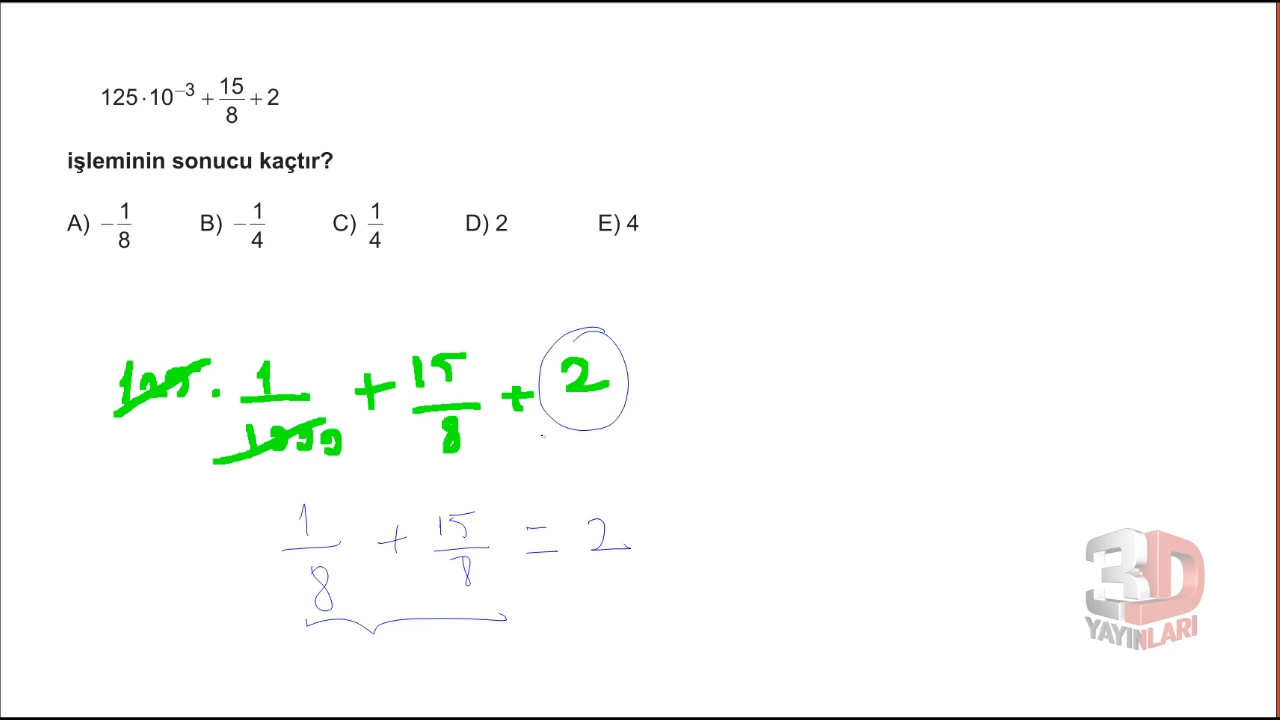 125·10⁻³ + 15/8 + 2
işleminin sonucu kaçtır?
A) −1/8 B) −1/4 C) 1/4 D) 2 E) 4
125 · 1/1000 + 15/8 + 2
1/8 + 15/8 = 2
3D
YAYINLARI